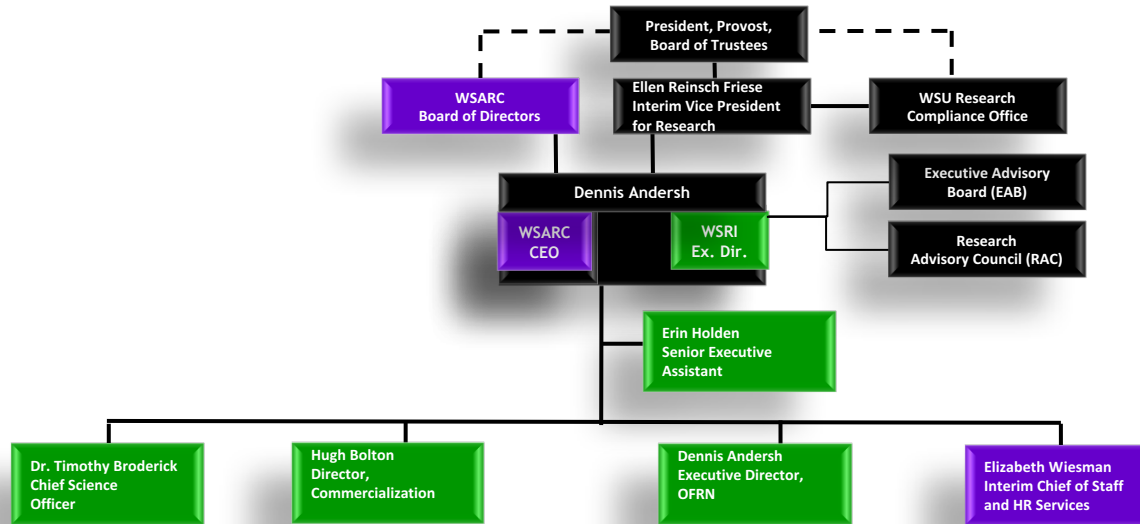 President, Provost,
Board of Trustees
WSARC
Board of Directors
Ellen Reinsch Friese
Interim Vice President
for Research
WSU Research
Compliance Office
Dennis Andersh
WSARC
CEO
WSRI
Ex. Dir.
Executive Advisory
Board (EAB)
Research
Advisory Council (RAC)
Erin Holden
Senior Executive
Assistant
Dr. Timothy Broderick
Chief Science
Officer
Hugh Bolton
Director,
Commercialization
Dennis Andersh
Executive Director,
OFRN
Elizabeth Wiesman
Interim Chief of Staff
and HR Services